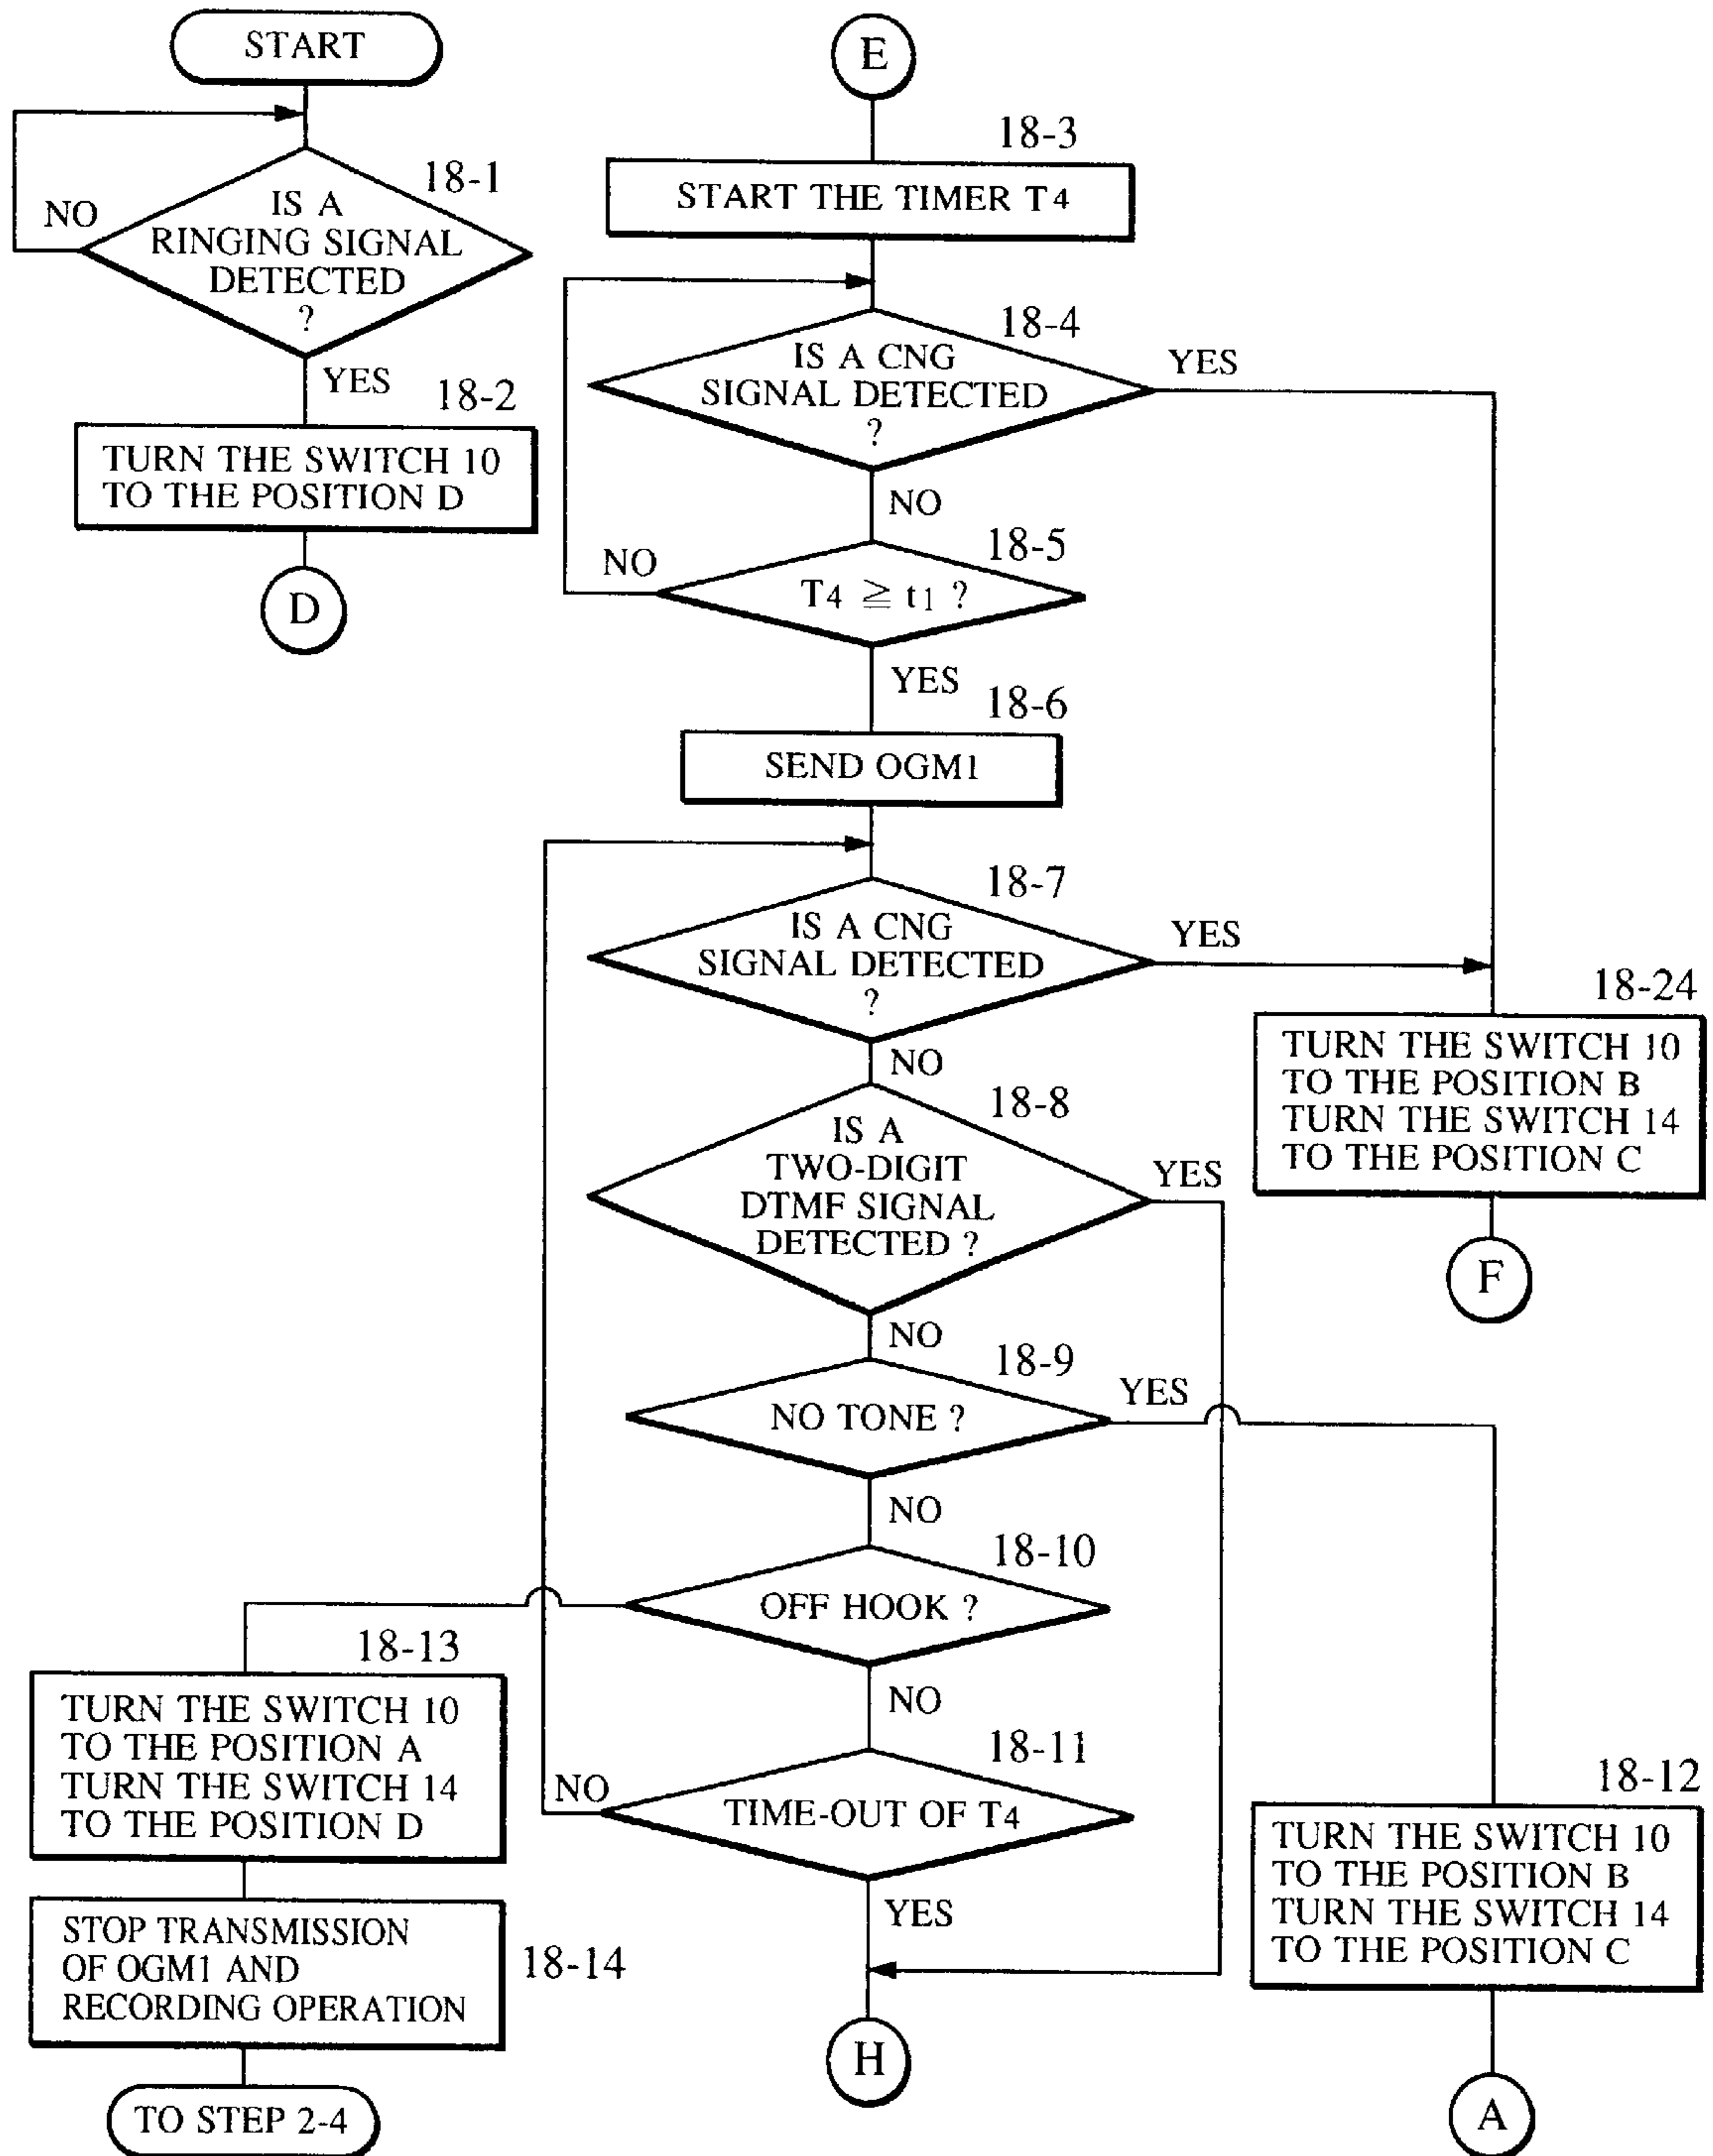 START
18-1
NO
IS A
RINGING SIGNAL
DETECTED
?
YES
18-2
TURN THE SWITCH 10
TO THE POSITION D
D
E
18-3
START THE TIMER T4
18-4
IS A CNG
SIGNAL DETECTED
?
YES
NO
18-5
NO
T4 ≧ t1 ?
YES
18-6
SEND OGM1
18-7
IS A CNG
SIGNAL DETECTED
?
YES
NO
18-24
TURN THE SWITCH 10
TO THE POSITION B
TURN THE SWITCH 14
TO THE POSITION C
F
18-8
IS A
TWO-DIGIT
DTMF SIGNAL
DETECTED ?
YES
NO
18-9
NO TONE ?
YES
NO
18-10
OFF HOOK ?
NO
18-11
NO
TIME-OUT OF T4
YES
H
18-13
TURN THE SWITCH 10
TO THE POSITION A
TURN THE SWITCH 14
TO THE POSITION D
STOP TRANSMISSION
OF OGM1 AND
RECORDING OPERATION
18-14
TO STEP 2-4
18-12
TURN THE SWITCH 10
TO THE POSITION B
TURN THE SWITCH 14
TO THE POSITION C
A